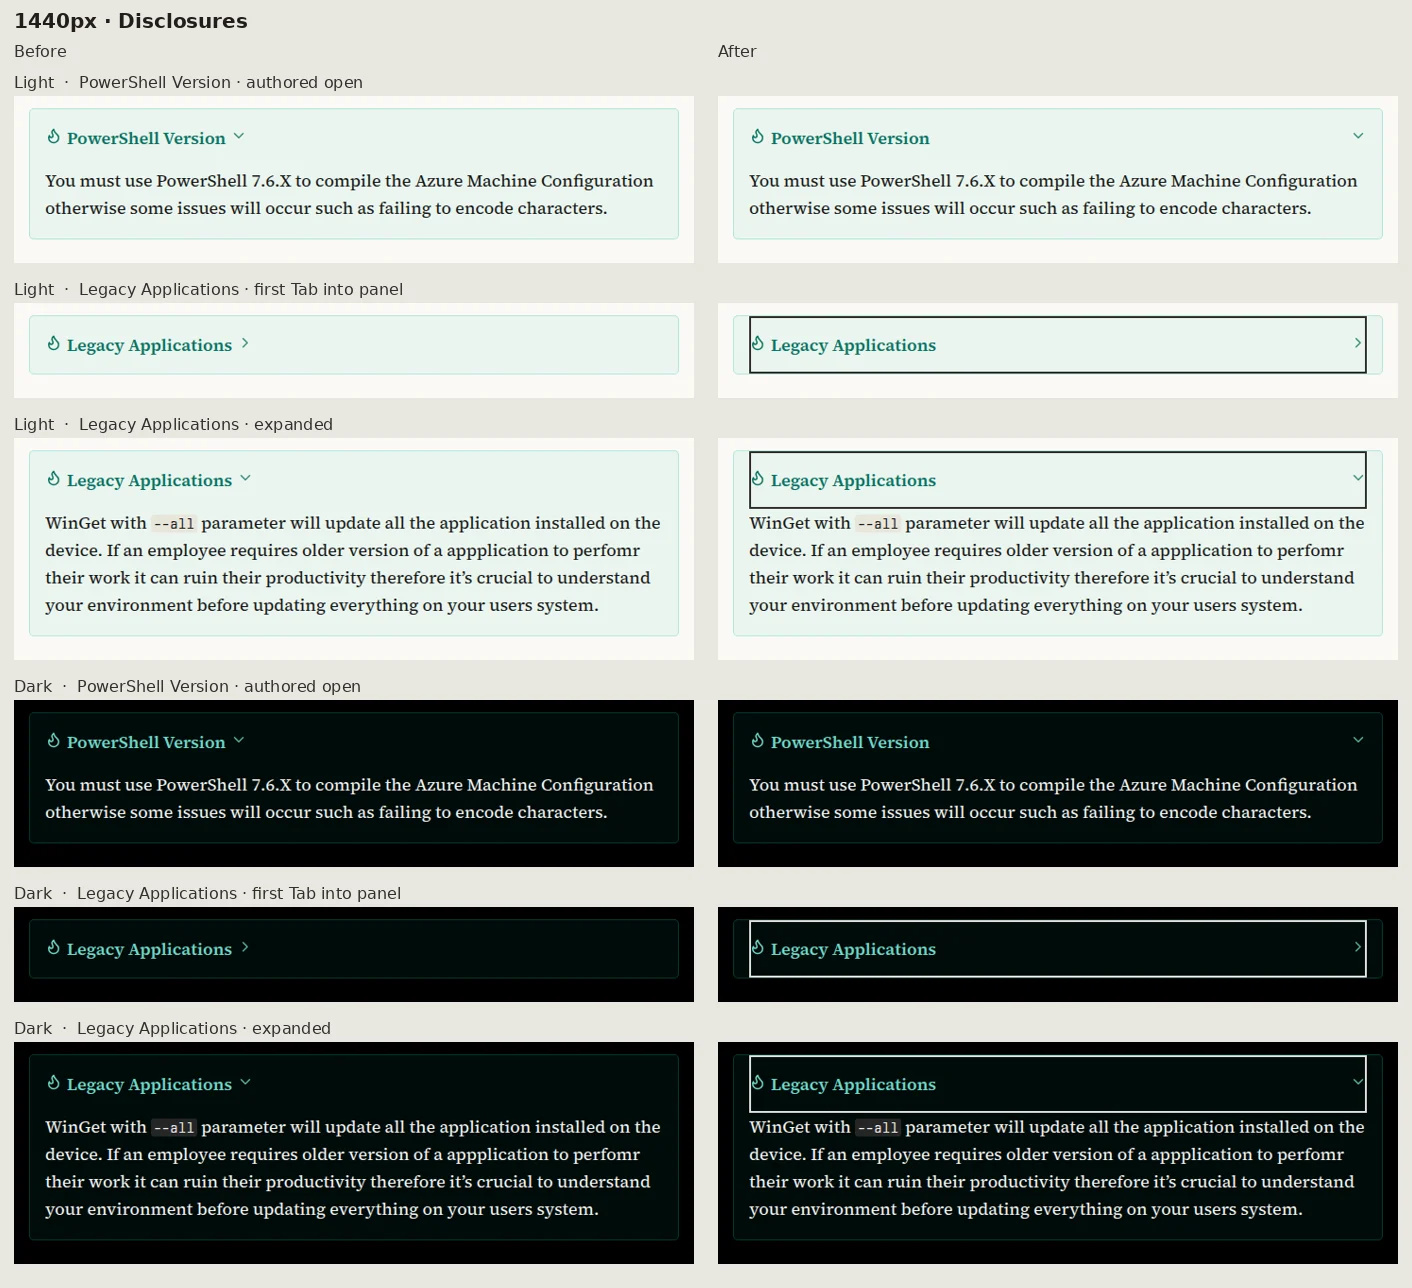 1440px · Disclosures
Before
After
Light · PowerShell Version · authored open
PowerShell Version
You must use PowerShell 7.6.X to compile the Azure Machine Configuration
otherwise some issues will occur such as failing to encode characters.
PowerShell Version
You must use PowerShell 7.6.X to compile the Azure Machine Configuration
otherwise some issues will occur such as failing to encode characters.
Light · Legacy Applications · first Tab into panel
Legacy Applications
Legacy Applications
Light · Legacy Applications · expanded
Legacy Applications
WinGet with --all parameter will update all the application installed on the
device. If an employee requires older version of a appplication to perfomr
their work it can ruin their productivity therefore it’s crucial to understand
your environment before updating everything on your users system.
Legacy Applications
WinGet with --all parameter will update all the application installed on the
device. If an employee requires older version of a appplication to perfomr
their work it can ruin their productivity therefore it’s crucial to understand
your environment before updating everything on your users system.
Dark · PowerShell Version · authored open
PowerShell Version
You must use PowerShell 7.6.X to compile the Azure Machine Configuration
otherwise some issues will occur such as failing to encode characters.
PowerShell Version
You must use PowerShell 7.6.X to compile the Azure Machine Configuration
otherwise some issues will occur such as failing to encode characters.
Dark · Legacy Applications · first Tab into panel
Legacy Applications
Legacy Applications
Dark · Legacy Applications · expanded
Legacy Applications
WinGet with --all parameter will update all the application installed on the
device. If an employee requires older version of a appplication to perfomr
their work it can ruin their productivity therefore it’s crucial to understand
your environment before updating everything on your users system.
Legacy Applications
WinGet with --all parameter will update all the application installed on the
device. If an employee requires older version of a appplication to perfomr
their work it can ruin their productivity therefore it’s crucial to understand
your environment before updating everything on your users system.